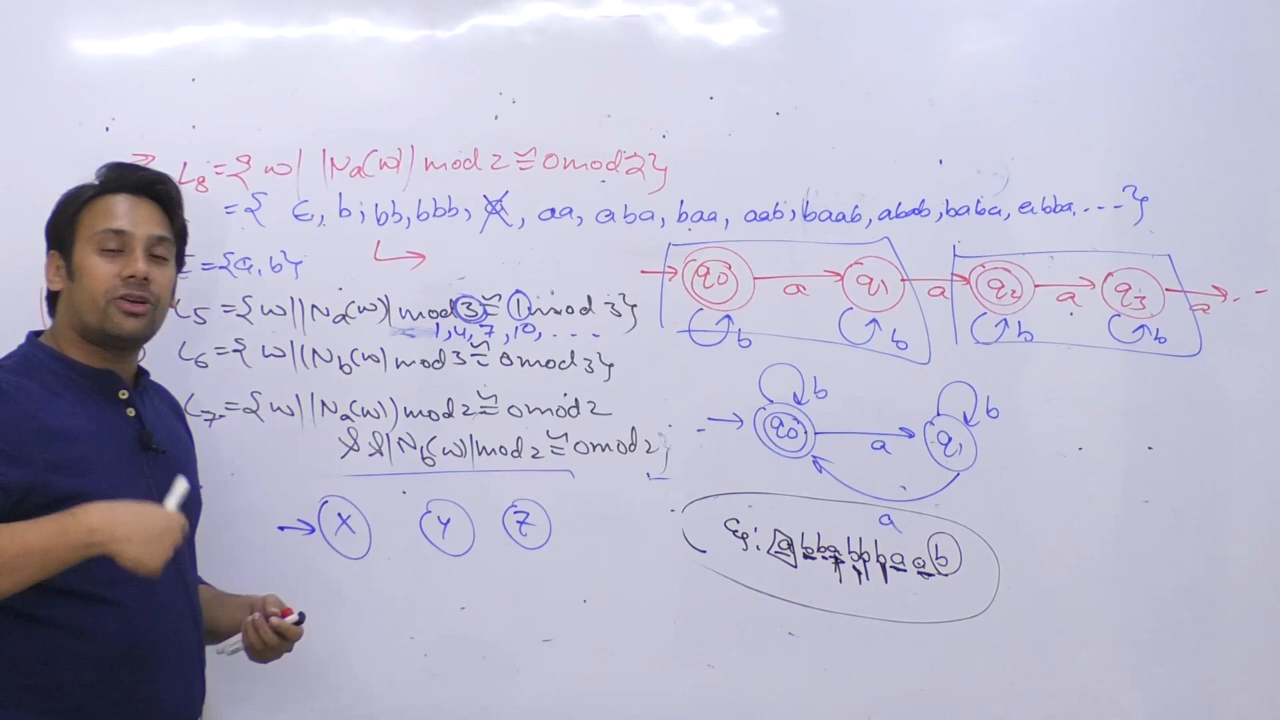 L8={w| |Na(w)| mod 2 ≅ 0 mod 2}
={ ϵ, b, bb, bbb, a, aa, aba, baa, aab, baab, abab, baba, abba, ...}
Σ={a,b}
L5={w||Na(w)| mod 3 ≅ 1 mod 3}
1, 4, 7, 10, ....
L6={w|(Nb(w) mod 3 ≅ 0 mod 3}
L7={w||Na(w)| mod 2 ≅ 0 mod 2
&&|Nb(w)| mod 2 ≅ 0 mod 2}
X Y Z
q0 a q1 a q2 a q3 a ...
b b b b
b b
q0 a q1
a
Eg: abbabbbaab